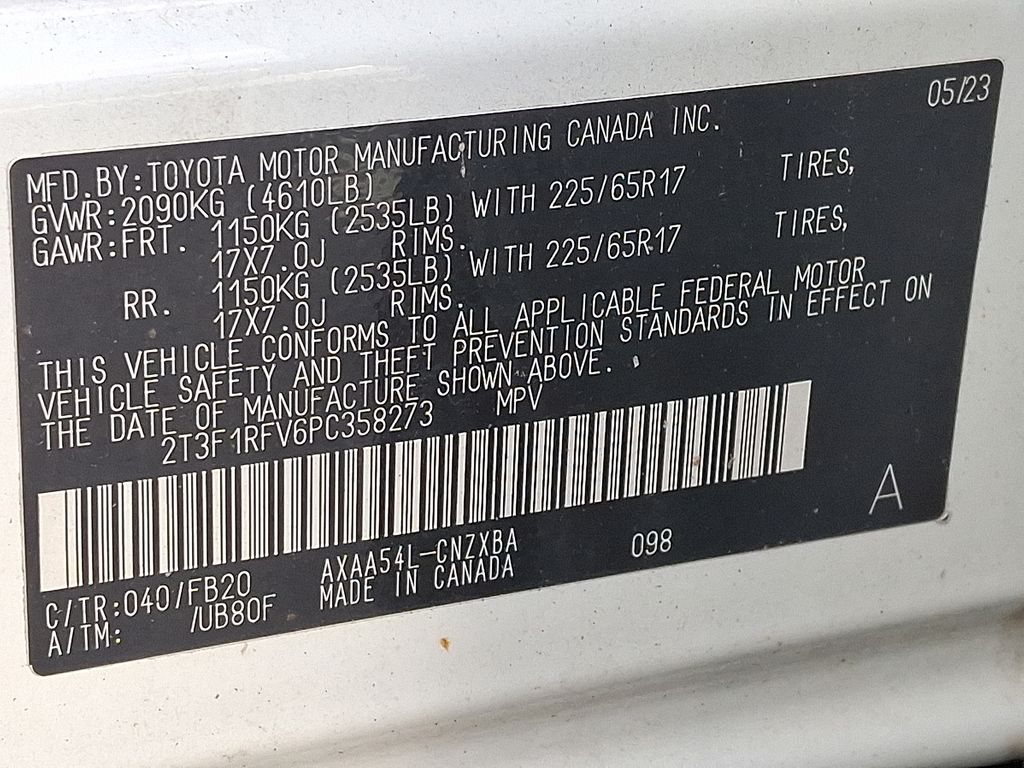 05/23
MFD.BY:TOYOTA MOTOR MANUFACTURING CANADA INC.
GVWR:2090KG (4610LB)
GAWR:FRT. 1150KG (2535LB) WITH 225/65R17 TIRES,
17X7.0J RIMS.
RR. 1150KG (2535LB) WITH 225/65R17 TIRES,
17X7.0J RIMS.
THIS VEHICLE CONFORMS TO ALL APPLICABLE FEDERAL MOTOR
VEHICLE SAFETY AND THEFT PREVENTION STANDARDS IN EFFECT ON
THE DATE OF MANUFACTURE SHOWN ABOVE.
2T3F1RFV6PC358273 MPV
A
C/TR:040/FB20 AXAA54L-CNZXBA 098
A/TM: /UB80F MADE IN CANADA